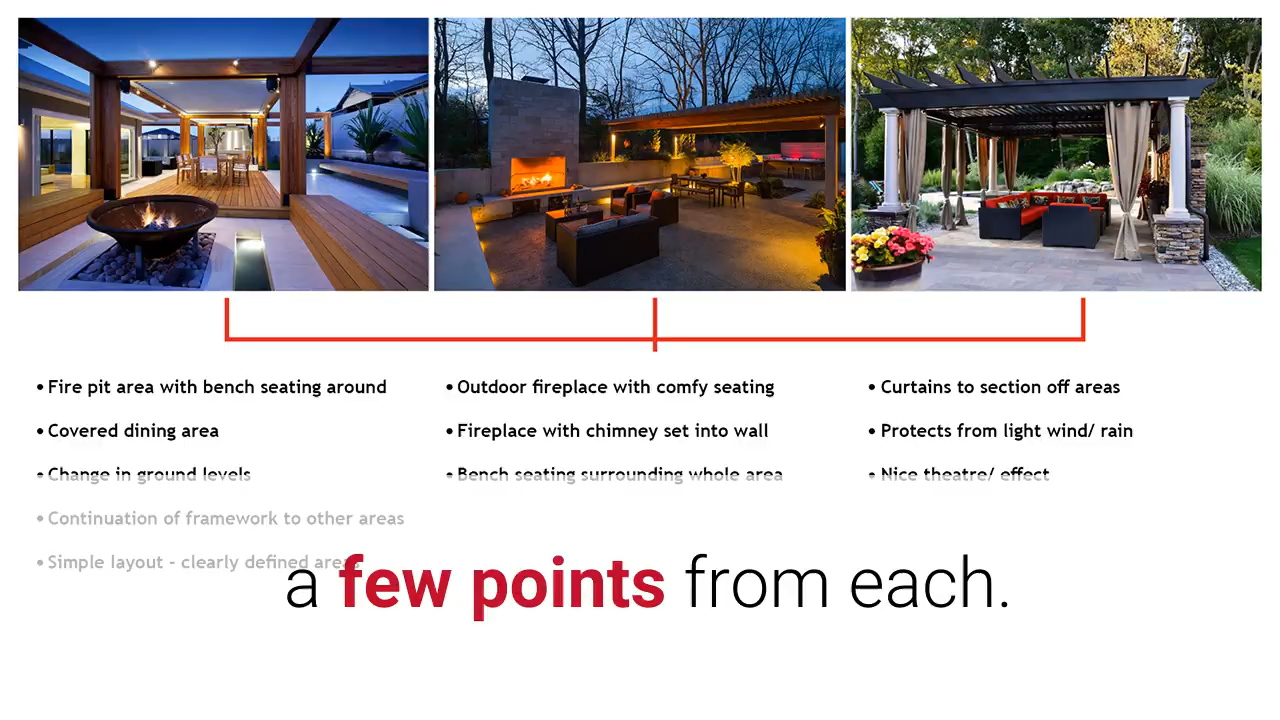 • Fire pit area with bench seating around
• Covered dining area
• Change in ground levels
• Continuation of framework to other areas
• Simple layout - clearly defined areas
• Outdoor fireplace with comfy seating
• Fireplace with chimney set into wall
• Bench seating surrounding whole area
• Curtains to section off areas
• Protects from light wind/ rain
• Nice theatre/ effect
a few points from each.